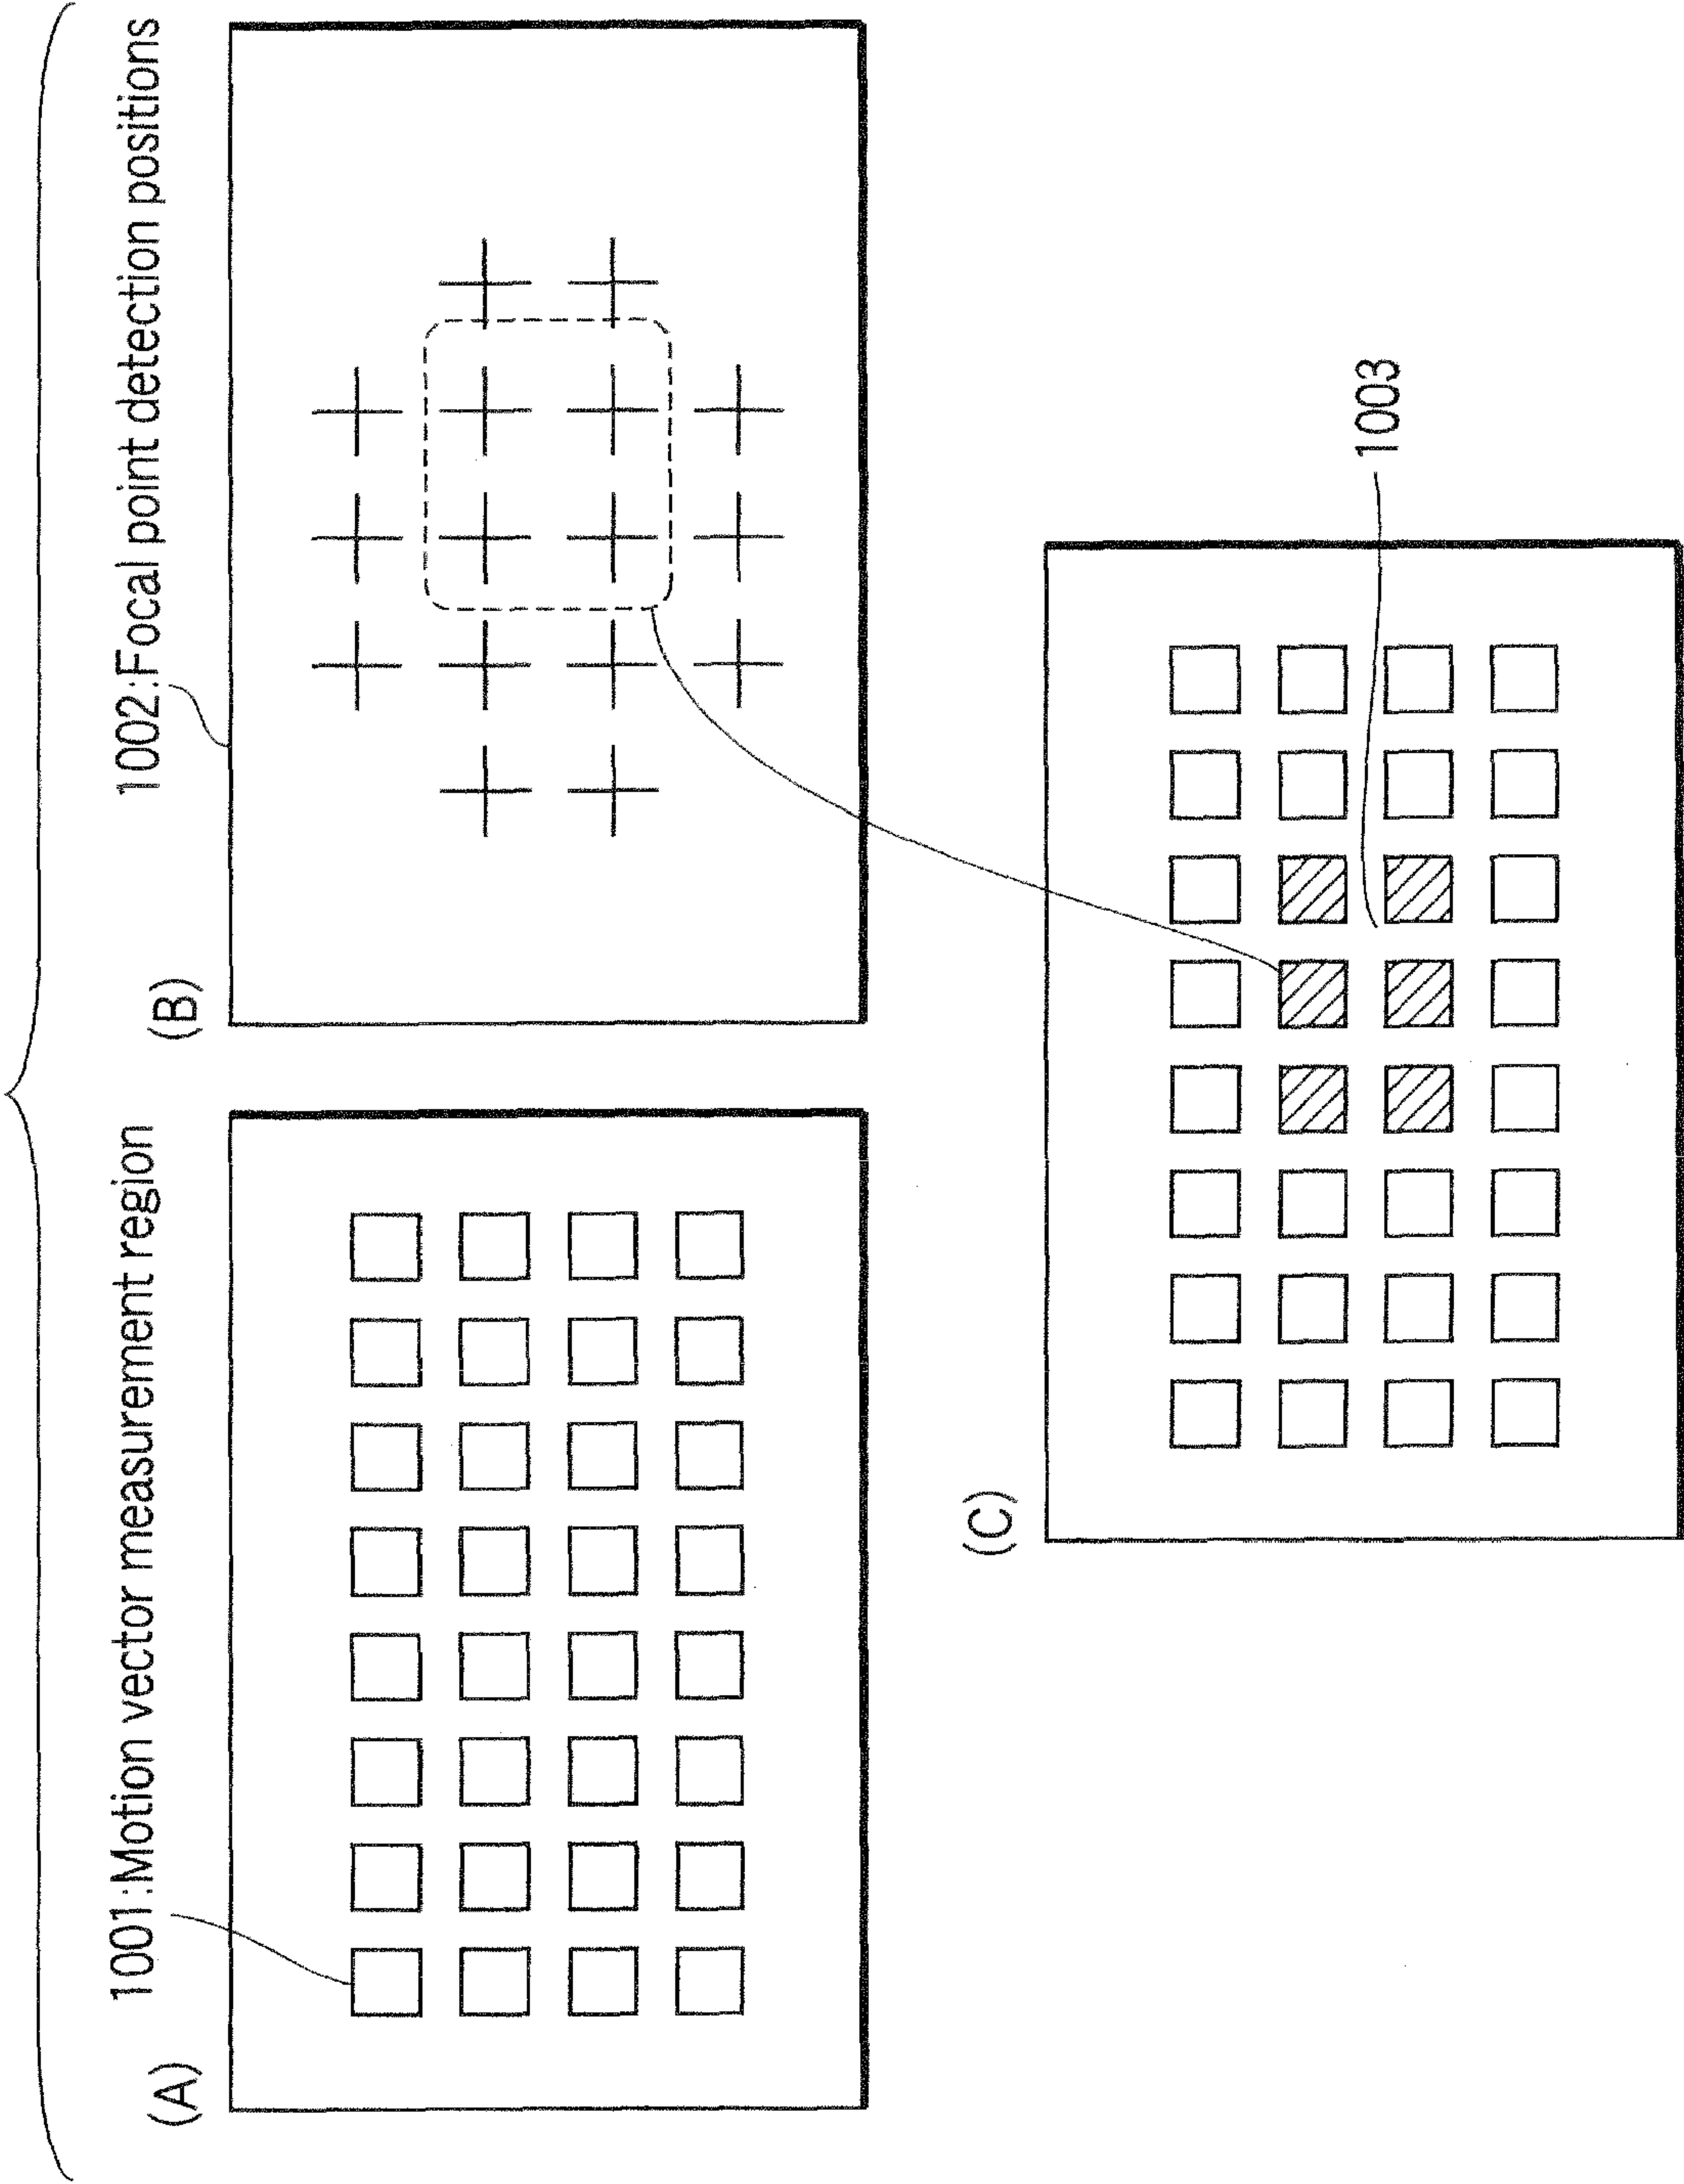 (A)
1001:Motion vector measurement region
(B)
1002:Focal point detection positions
(C)
1003